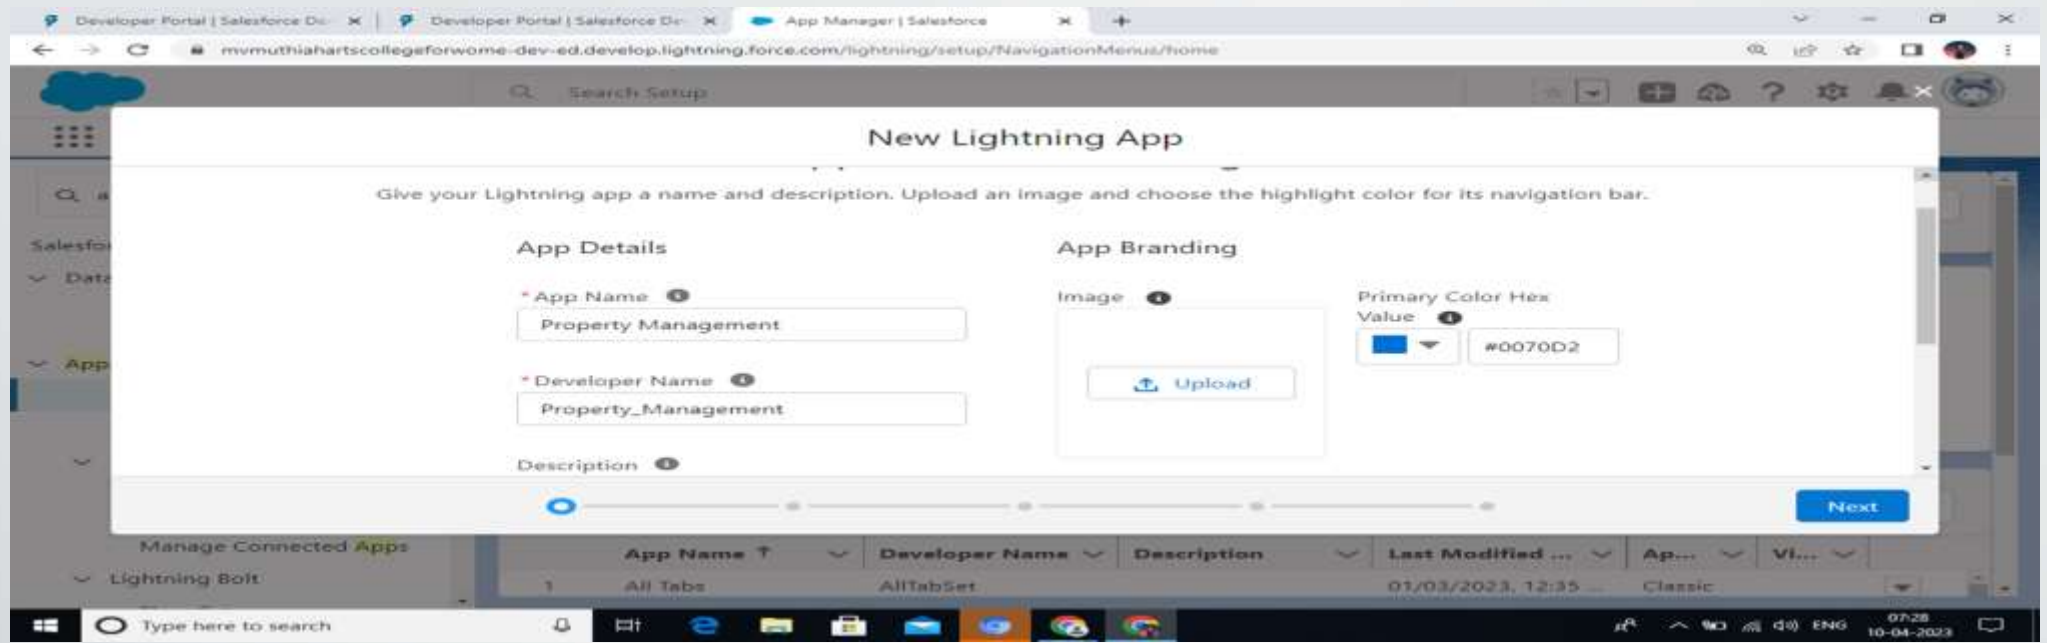 Developer Portal | Salesforce De
Developer Portal | Salesforce De
App Manager | Salesforce
mvmuthiahartscollegeforwome-dev-ed.develop.lightning.force.com/lightning/setup/NavigationMenus/home
Search Setup
New Lightning App
Give your Lightning app a name and description. Upload an image and choose the highlight color for its navigation bar.
Salesfor
Data
App
App Details
App Branding
* App Name
Image
Primary Color Hex
Value
Property Management
#0070D2
* Developer Name
Upload
Property_Management
Description
Next
Manage Connected Apps
Lightning Bolt
App Name ↑
Developer Name
Description
Last Modified ...
Ap...
Vi...
1
All Tabs
AllTabSet
01/03/2023, 12:35 ...
Classic
Type here to search
ENG
07:28
10-04-2023